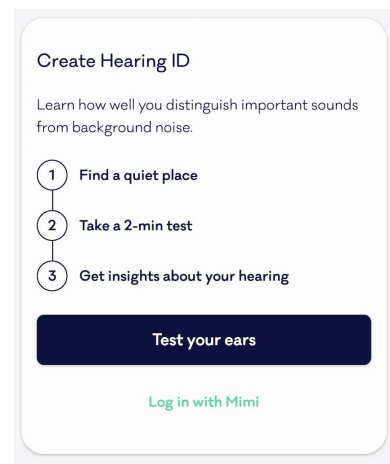 Create Hearing ID
Learn how well you distinguish important sounds
from background noise.
1 Find a quiet place
2 Take a 2-min test
3 Get insights about your hearing
Test your ears
Log in with Mimi